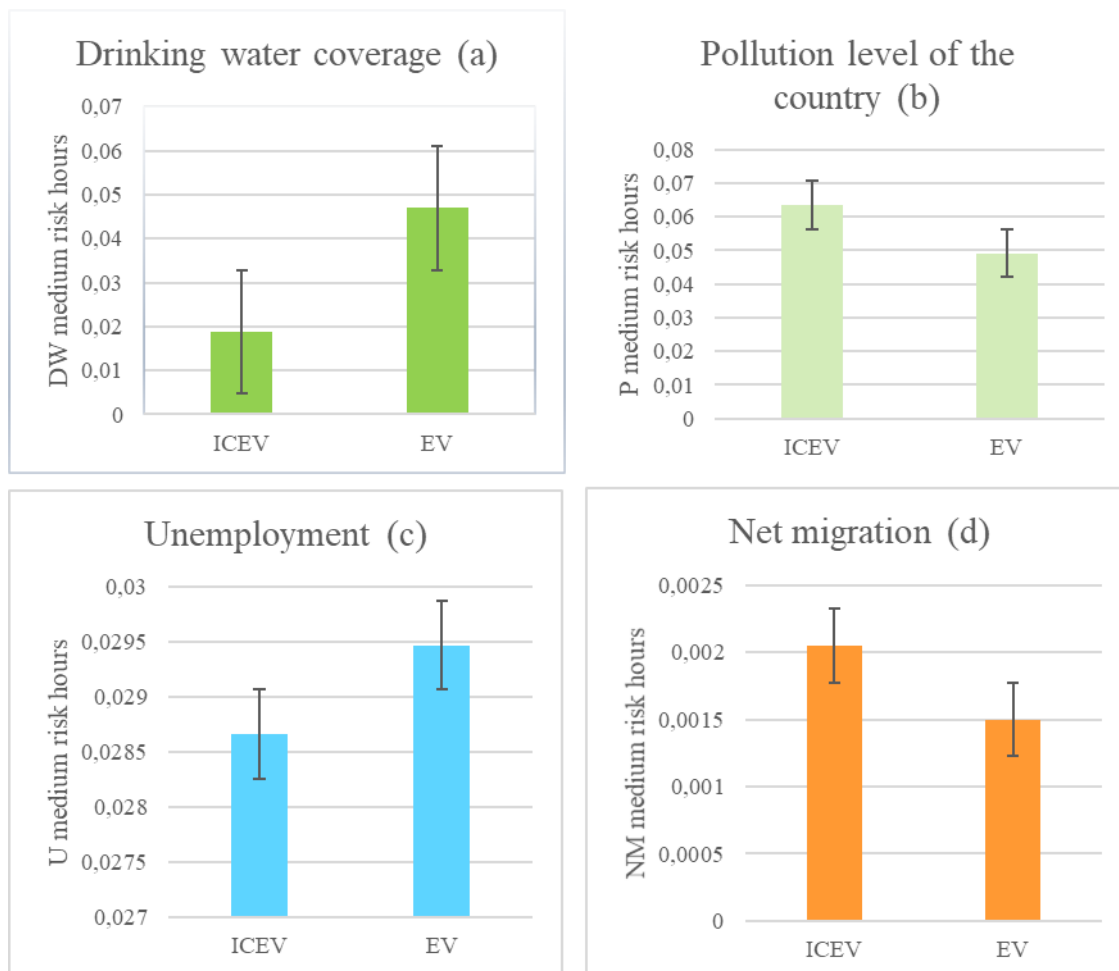 Drinking water coverage (a)
DW medium risk hours
0,07
0,06
0,05
0,04
0,03
0,02
0,01
0
ICEV EV
Pollution level of the
country (b)
P medium risk hours
0,08
0,07
0,06
0,05
0,04
0,03
0,02
0,01
0
ICEV EV
Unemployment (c)
U medium risk hours
0,03
0,0295
0,029
0,0285
0,028
0,0275
0,027
ICEV EV
Net migration (d)
NM medium risk hours
0,0025
0,002
0,0015
0,001
0,0005
0
ICEV EV